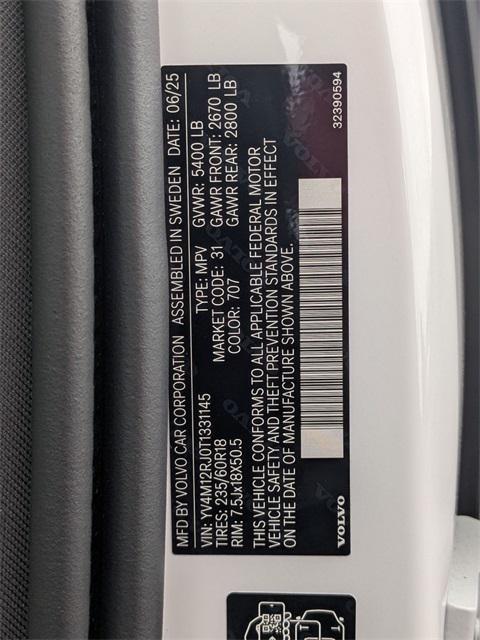 MFD BY VOLVO CAR CORPORATION ASSEMBLED IN SWEDEN DATE: 06/25
VIN: YV4M12RJ0T1331145 TYPE: MPV GVWR: 5400 LB
TIRES: 235/60R18 MARKET CODE: 31 GAWR FRONT: 2670 LB
RIM: 7.5Jx18X50.5 COLOR: 707 GAWR REAR: 2800 LB
THIS VEHICLE CONFORMS TO ALL APPLICABLE FEDERAL MOTOR
VEHICLE SAFETY AND THEFT PREVENTION STANDARDS IN EFFECT
ON THE DATE OF MANUFACTURE SHOWN ABOVE.
VOLVO 32390594